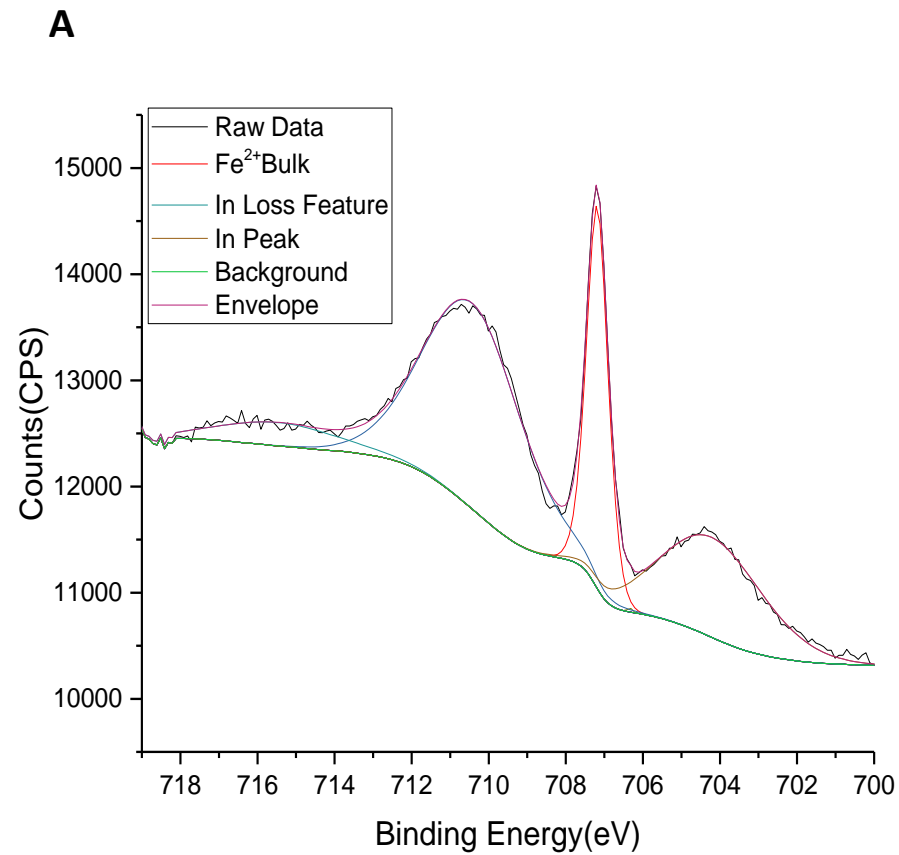 A
Raw Data
Fe2+Bulk
In Loss Feature
In Peak
Background
Envelope
15000
14000
13000
12000
11000
10000
Counts(CPS)
718 716 714 712 710 708 706 704 702 700
Binding Energy(eV)